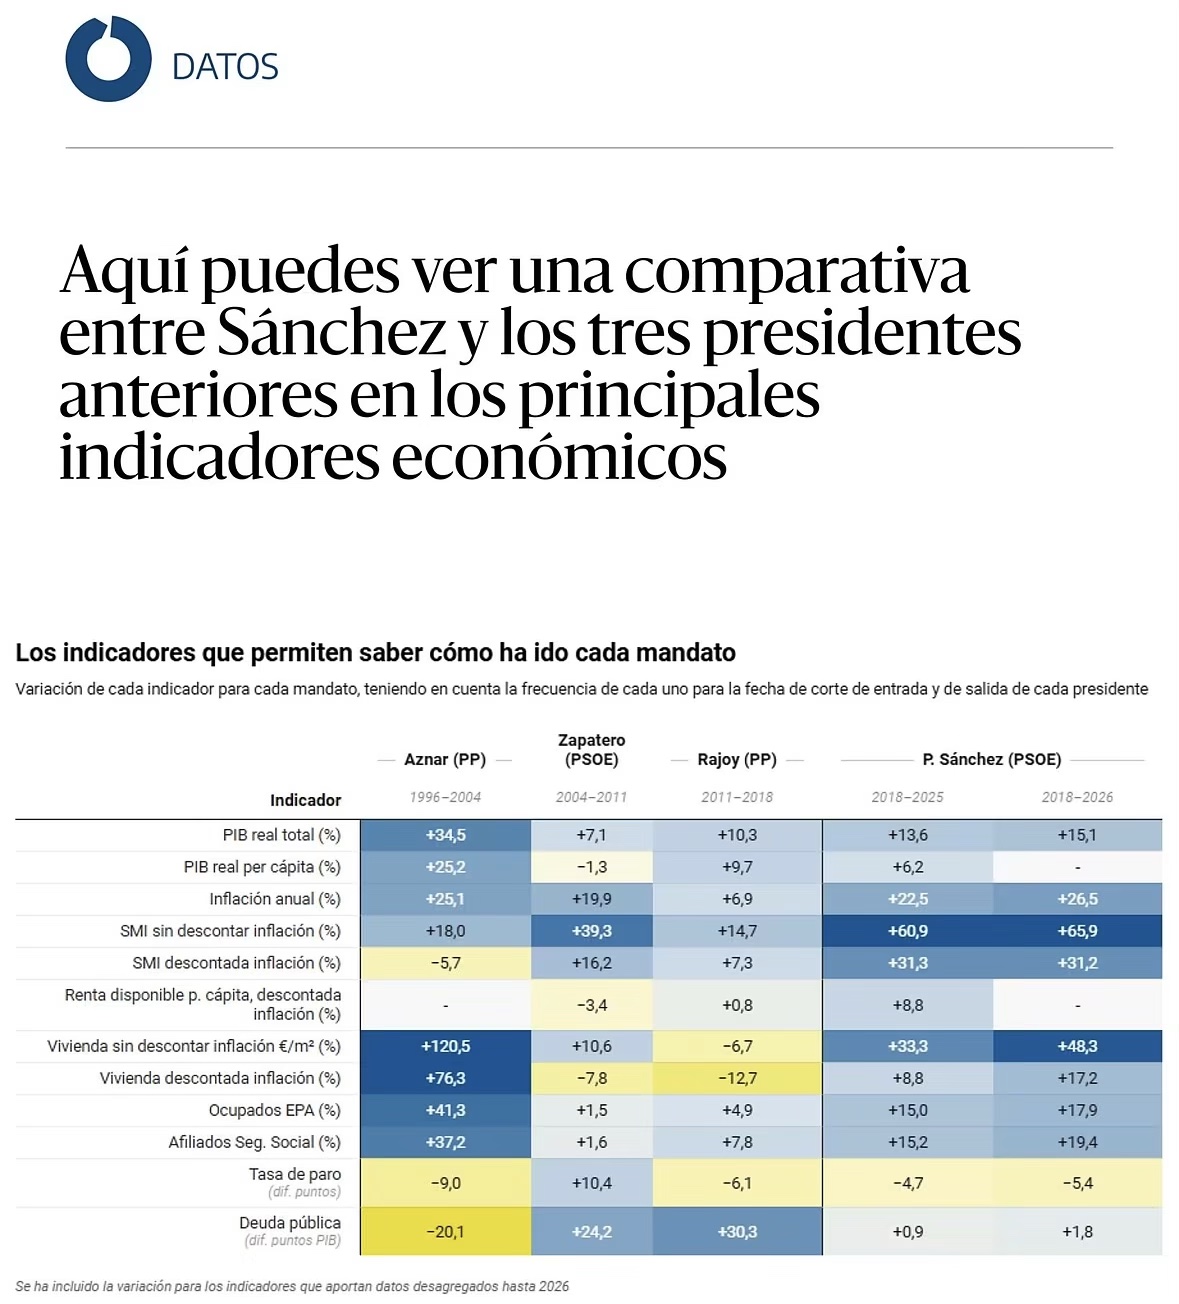 DATOS
Aquí puedes ver una comparativa
entre Sánchez y los tres presidentes
anteriores en los principales
indicadores económicos
Los indicadores que permiten saber cómo ha ido cada mandato
Variación de cada indicador para cada mandato, teniendo en cuenta la frecuencia de cada uno para la fecha de corte de entrada y de salida de cada presidente
Aznar (PP) Zapatero (PSOE) Rajoy (PP) P. Sánchez (PSOE)
Indicador 1996–2004 2004–2011 2011–2018 2018–2025 2018–2026
PIB real total (%) +34,5 +7,1 +10,3 +13,6 +15,1
PIB real per cápita (%) +25,2 −1,3 +9,7 +6,2 -
Inflación anual (%) +25,1 +19,9 +6,9 +22,5 +26,5
SMI sin descontar inflación (%) +18,0 +39,3 +14,7 +60,9 +65,9
SMI descontada inflación (%) −5,7 +16,2 +7,3 +31,3 +31,2
Renta disponible p. cápita, descontada
inflación (%) - −3,4 +0,8 +8,8 -
Vivienda sin descontar inflación €/m² (%) +120,5 +10,6 −6,7 +33,3 +48,3
Vivienda descontada inflación (%) +76,3 −7,8 −12,7 +8,8 +17,2
Ocupados EPA (%) +41,3 +1,5 +4,9 +15,0 +17,9
Afiliados Seg. Social (%) +37,2 +1,6 +7,8 +15,2 +19,4
Tasa de paro
(dif. puntos) −9,0 +10,4 −6,1 −4,7 −5,4
Deuda pública
(dif. puntos PIB) −20,1 +24,2 +30,3 +0,9 +1,8
Se ha incluido la variación para los indicadores que aportan datos desagregados hasta 2026